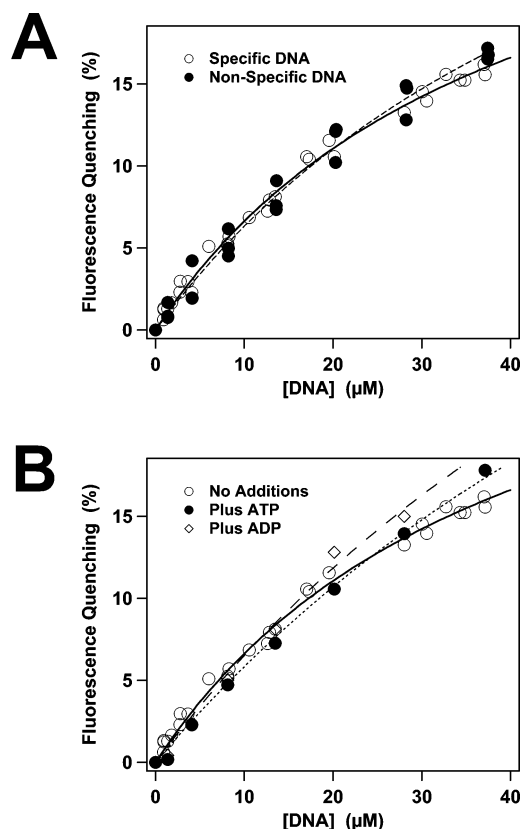 A
Specific DNA
Non-Specific DNA
Fluorescence Quenching (%)
15
10
5
0
0 10 20 30 40
[DNA] (µM)
B
No Additions
Plus ATP
Plus ADP
Fluorescence Quenching (%)
15
10
5
0
0 10 20 30 40
[DNA] (µM)